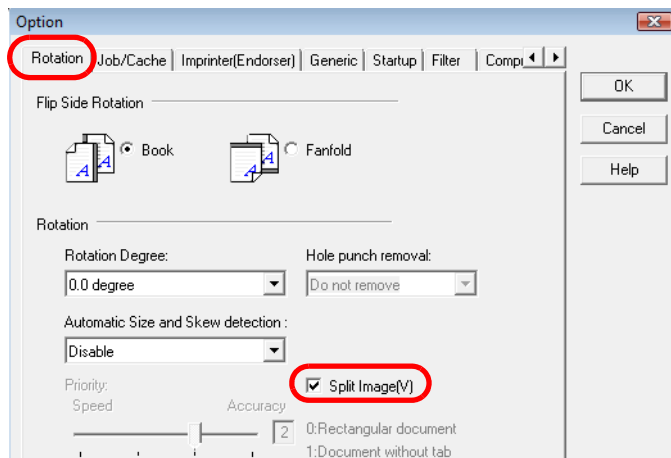 Option
Rotation Job/Cache Imprinter(Endorser) Generic Startup Filter Compr
OK
Cancel
Help
Flip Side Rotation
A A Book A A Fanfold
Rotation
Rotation Degree: Hole punch removal:
0.0 degree Do not remove
Automatic Size and Skew detection :
Disable
Priority: Split Image(V)
Speed Accuracy
2 0:Rectangular document
1:Document without tab